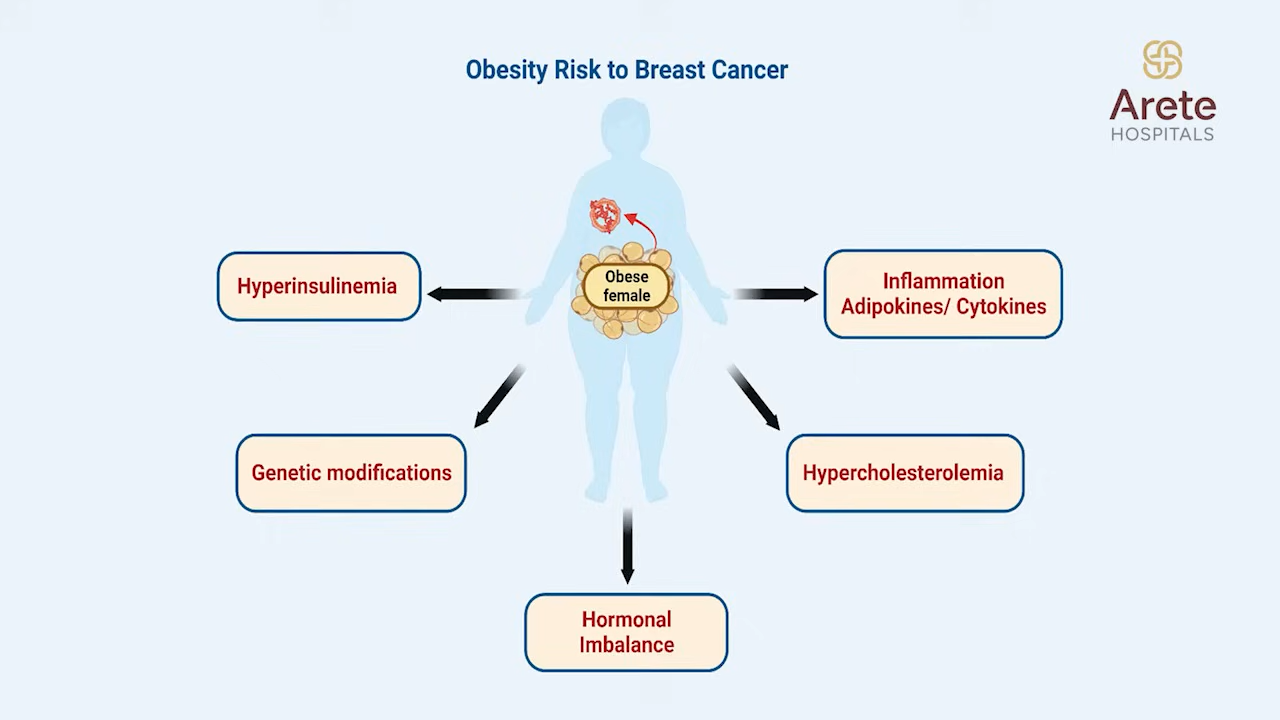 Obesity Risk to Breast Cancer
Arete
HOSPITALS
Obese
female
Hyperinsulinemia
Inflammation
Adipokines/ Cytokines
Genetic modifications
Hypercholesterolemia
Hormonal
Imbalance